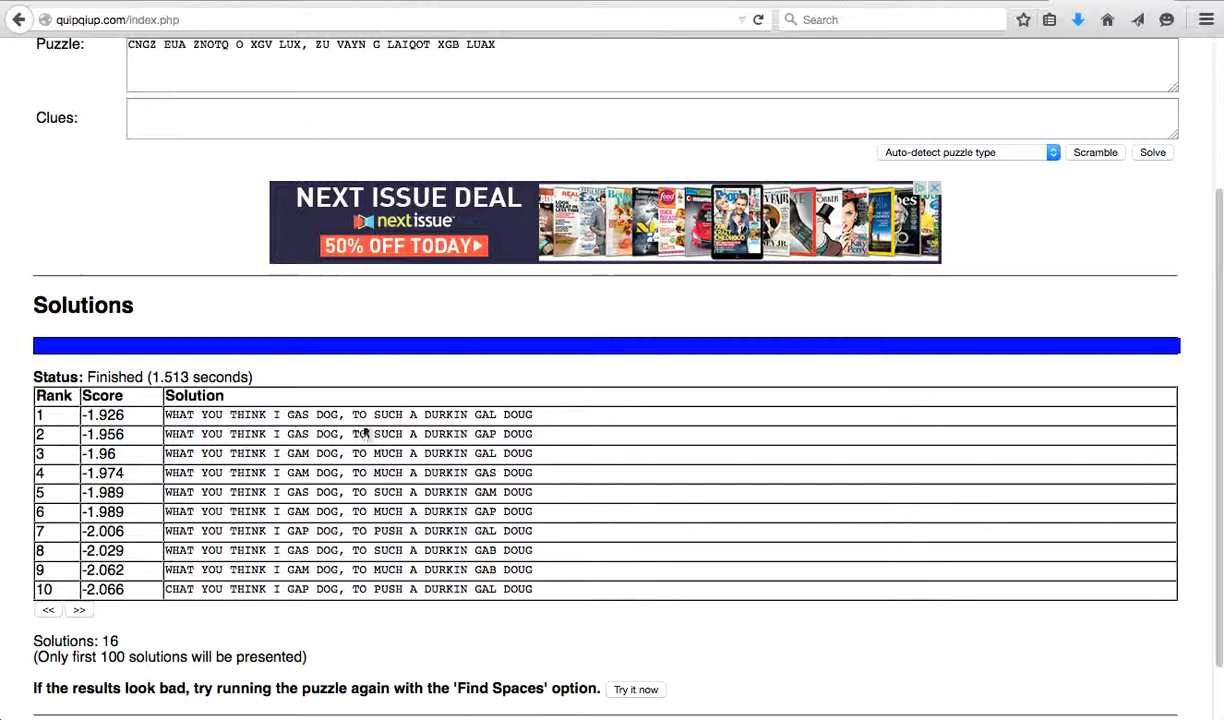 quipqiup.com/index.php
Search
Puzzle:
CNGZ EUA ZNOTQ O XGV LUX, ZU VAYN G LAIQOT XGB LUAX
Clues:
Auto-detect puzzle type
Scramble
Solve
NEXT ISSUE DEAL
nextissue
50% OFF TODAY
Solutions
Status: Finished (1.513 seconds)
Rank Score Solution
1 -1.926 WHAT YOU THINK I GAS DOG, TO SUCH A DURKIN GAL DOUG
2 -1.956 WHAT YOU THINK I GAS DOG, TO SUCH A DURKIN GAP DOUG
3 -1.96 WHAT YOU THINK I GAM DOG, TO MUCH A DURKIN GAL DOUG
4 -1.974 WHAT YOU THINK I GAM DOG, TO MUCH A DURKIN GAS DOUG
5 -1.989 WHAT YOU THINK I GAS DOG, TO SUCH A DURKIN GAM DOUG
6 -1.989 WHAT YOU THINK I GAM DOG, TO MUCH A DURKIN GAP DOUG
7 -2.006 WHAT YOU THINK I GAP DOG, TO PUSH A DURKIN GAL DOUG
8 -2.029 WHAT YOU THINK I GAS DOG, TO SUCH A DURKIN GAB DOUG
9 -2.062 WHAT YOU THINK I GAM DOG, TO MUCH A DURKIN GAB DOUG
10 -2.066 CHAT YOU THINK I GAP DOG, TO PUSH A DURKIN GAL DOUG
<< >>
Solutions: 16
(Only first 100 solutions will be presented)
If the results look bad, try running the puzzle again with the 'Find Spaces' option. Try it now